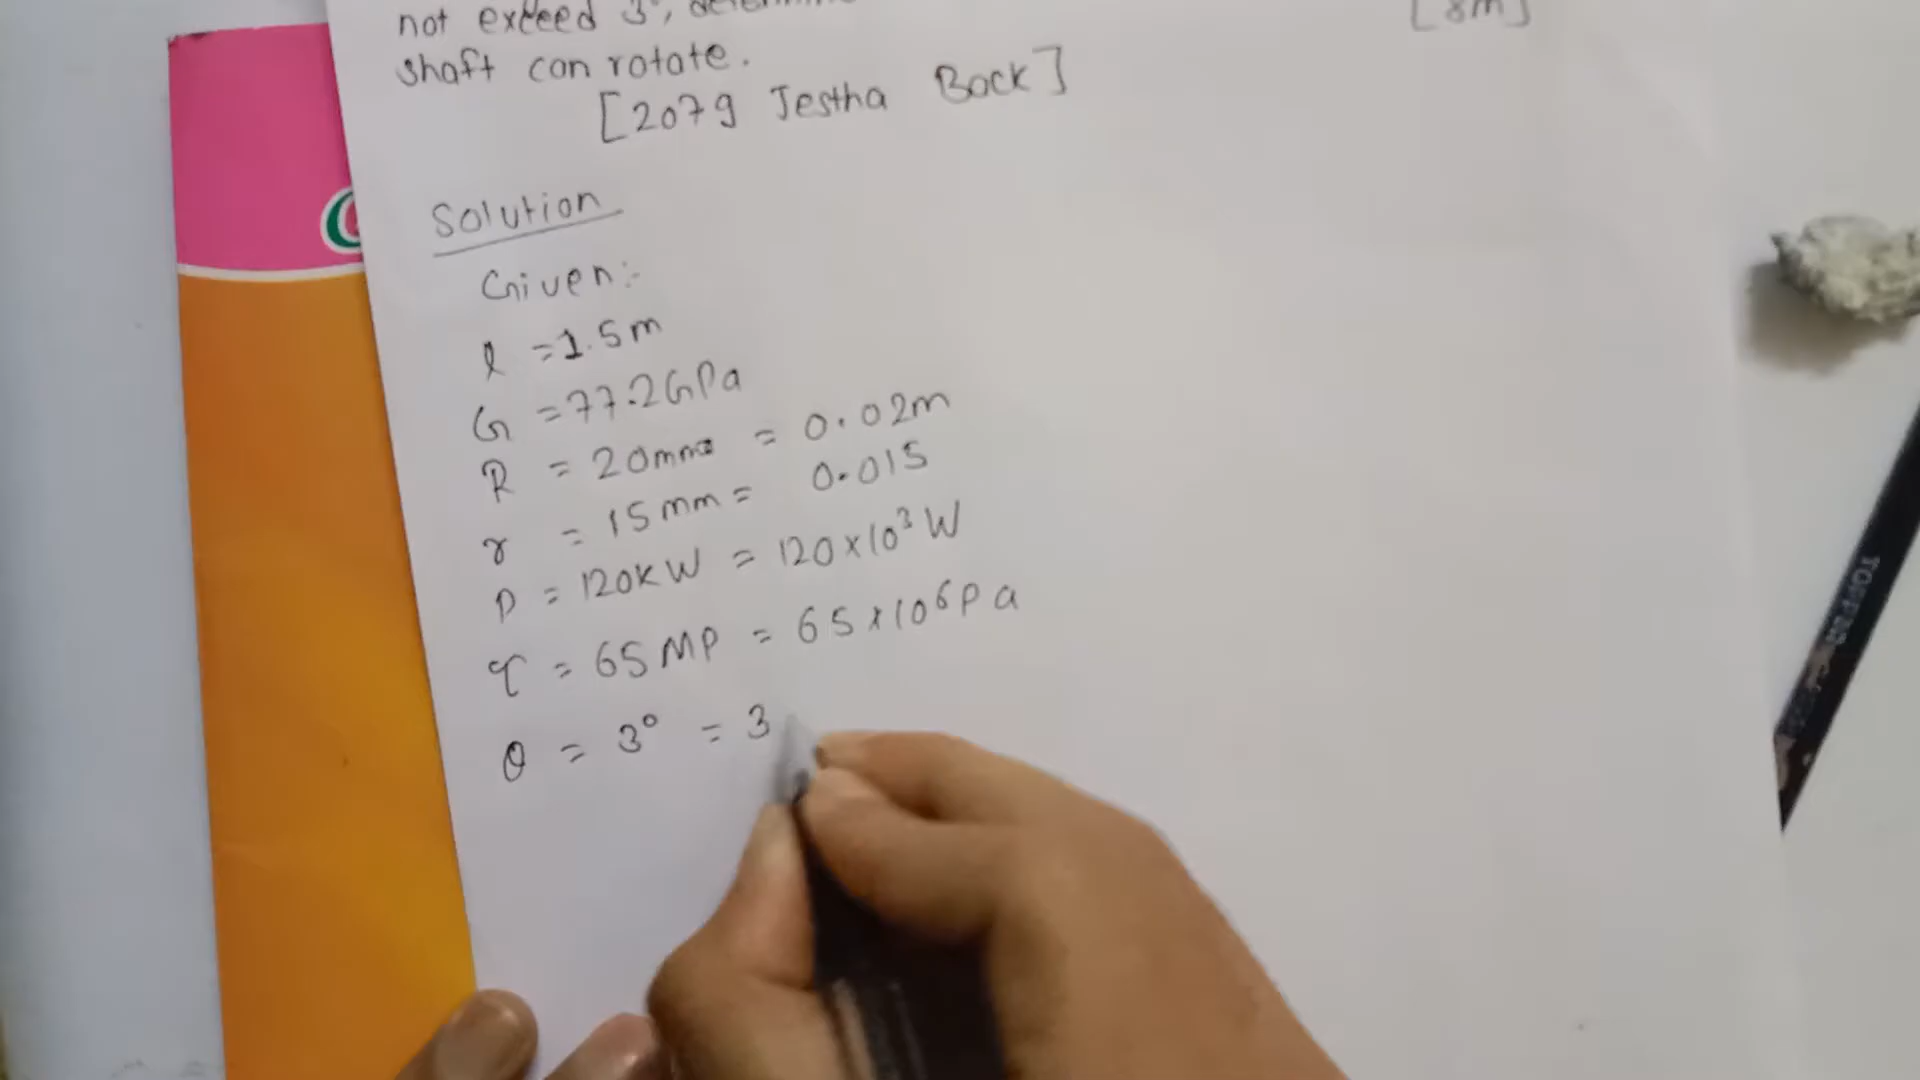 not exceed 3°,
shaft can rotate.
[8m]
[2079 Jestha Back]
Solution
Given:-
l = 1.5m
G = 77.2GPa
R = 20mm = 0.02m
r = 15mm = 0.015
P = 120KW = 120×10³W
τ = 65MP = 65×10⁶Pa
θ = 3° = 3